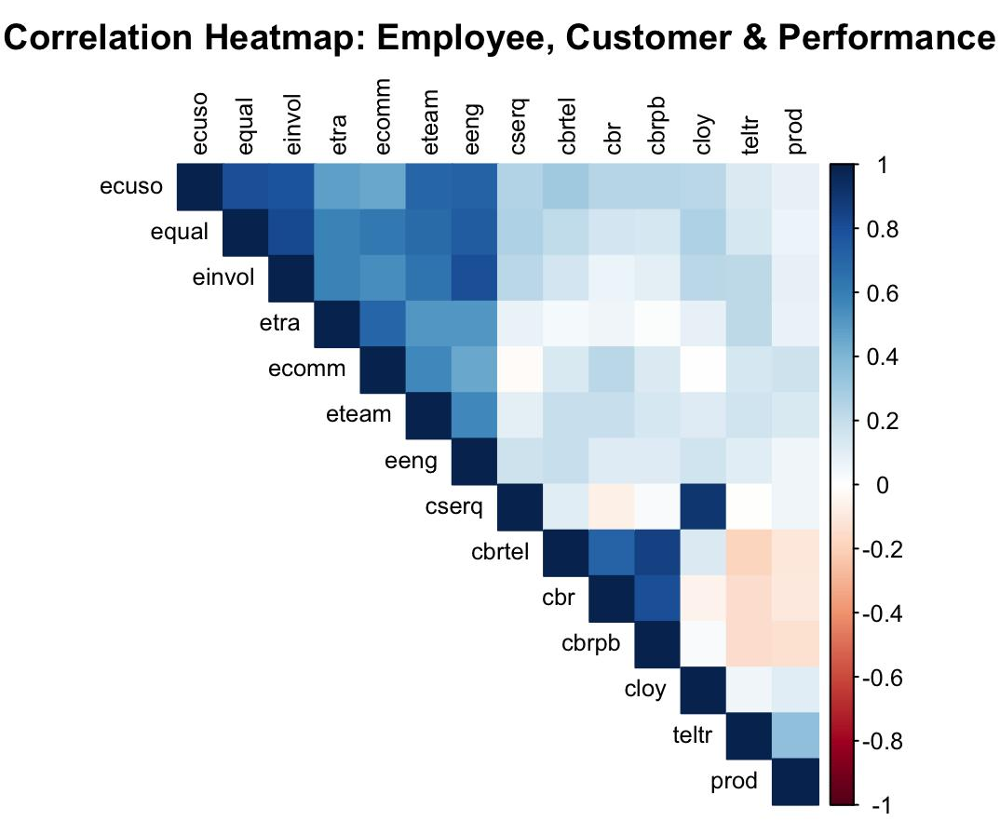 Correlation Heatmap: Employee, Customer & Performance
ecuso equal einvol etra ecomm eteam eeng cserq cbrtel cbr cbrpb cloy teltr prod
ecuso
equal
einvol
etra
ecomm
eteam
eeng
cserq
cbrtel
cbr
cbrpb
cloy
teltr
prod
1
0.8
0.6
0.4
0.2
0
-0.2
-0.4
-0.6
-0.8
-1